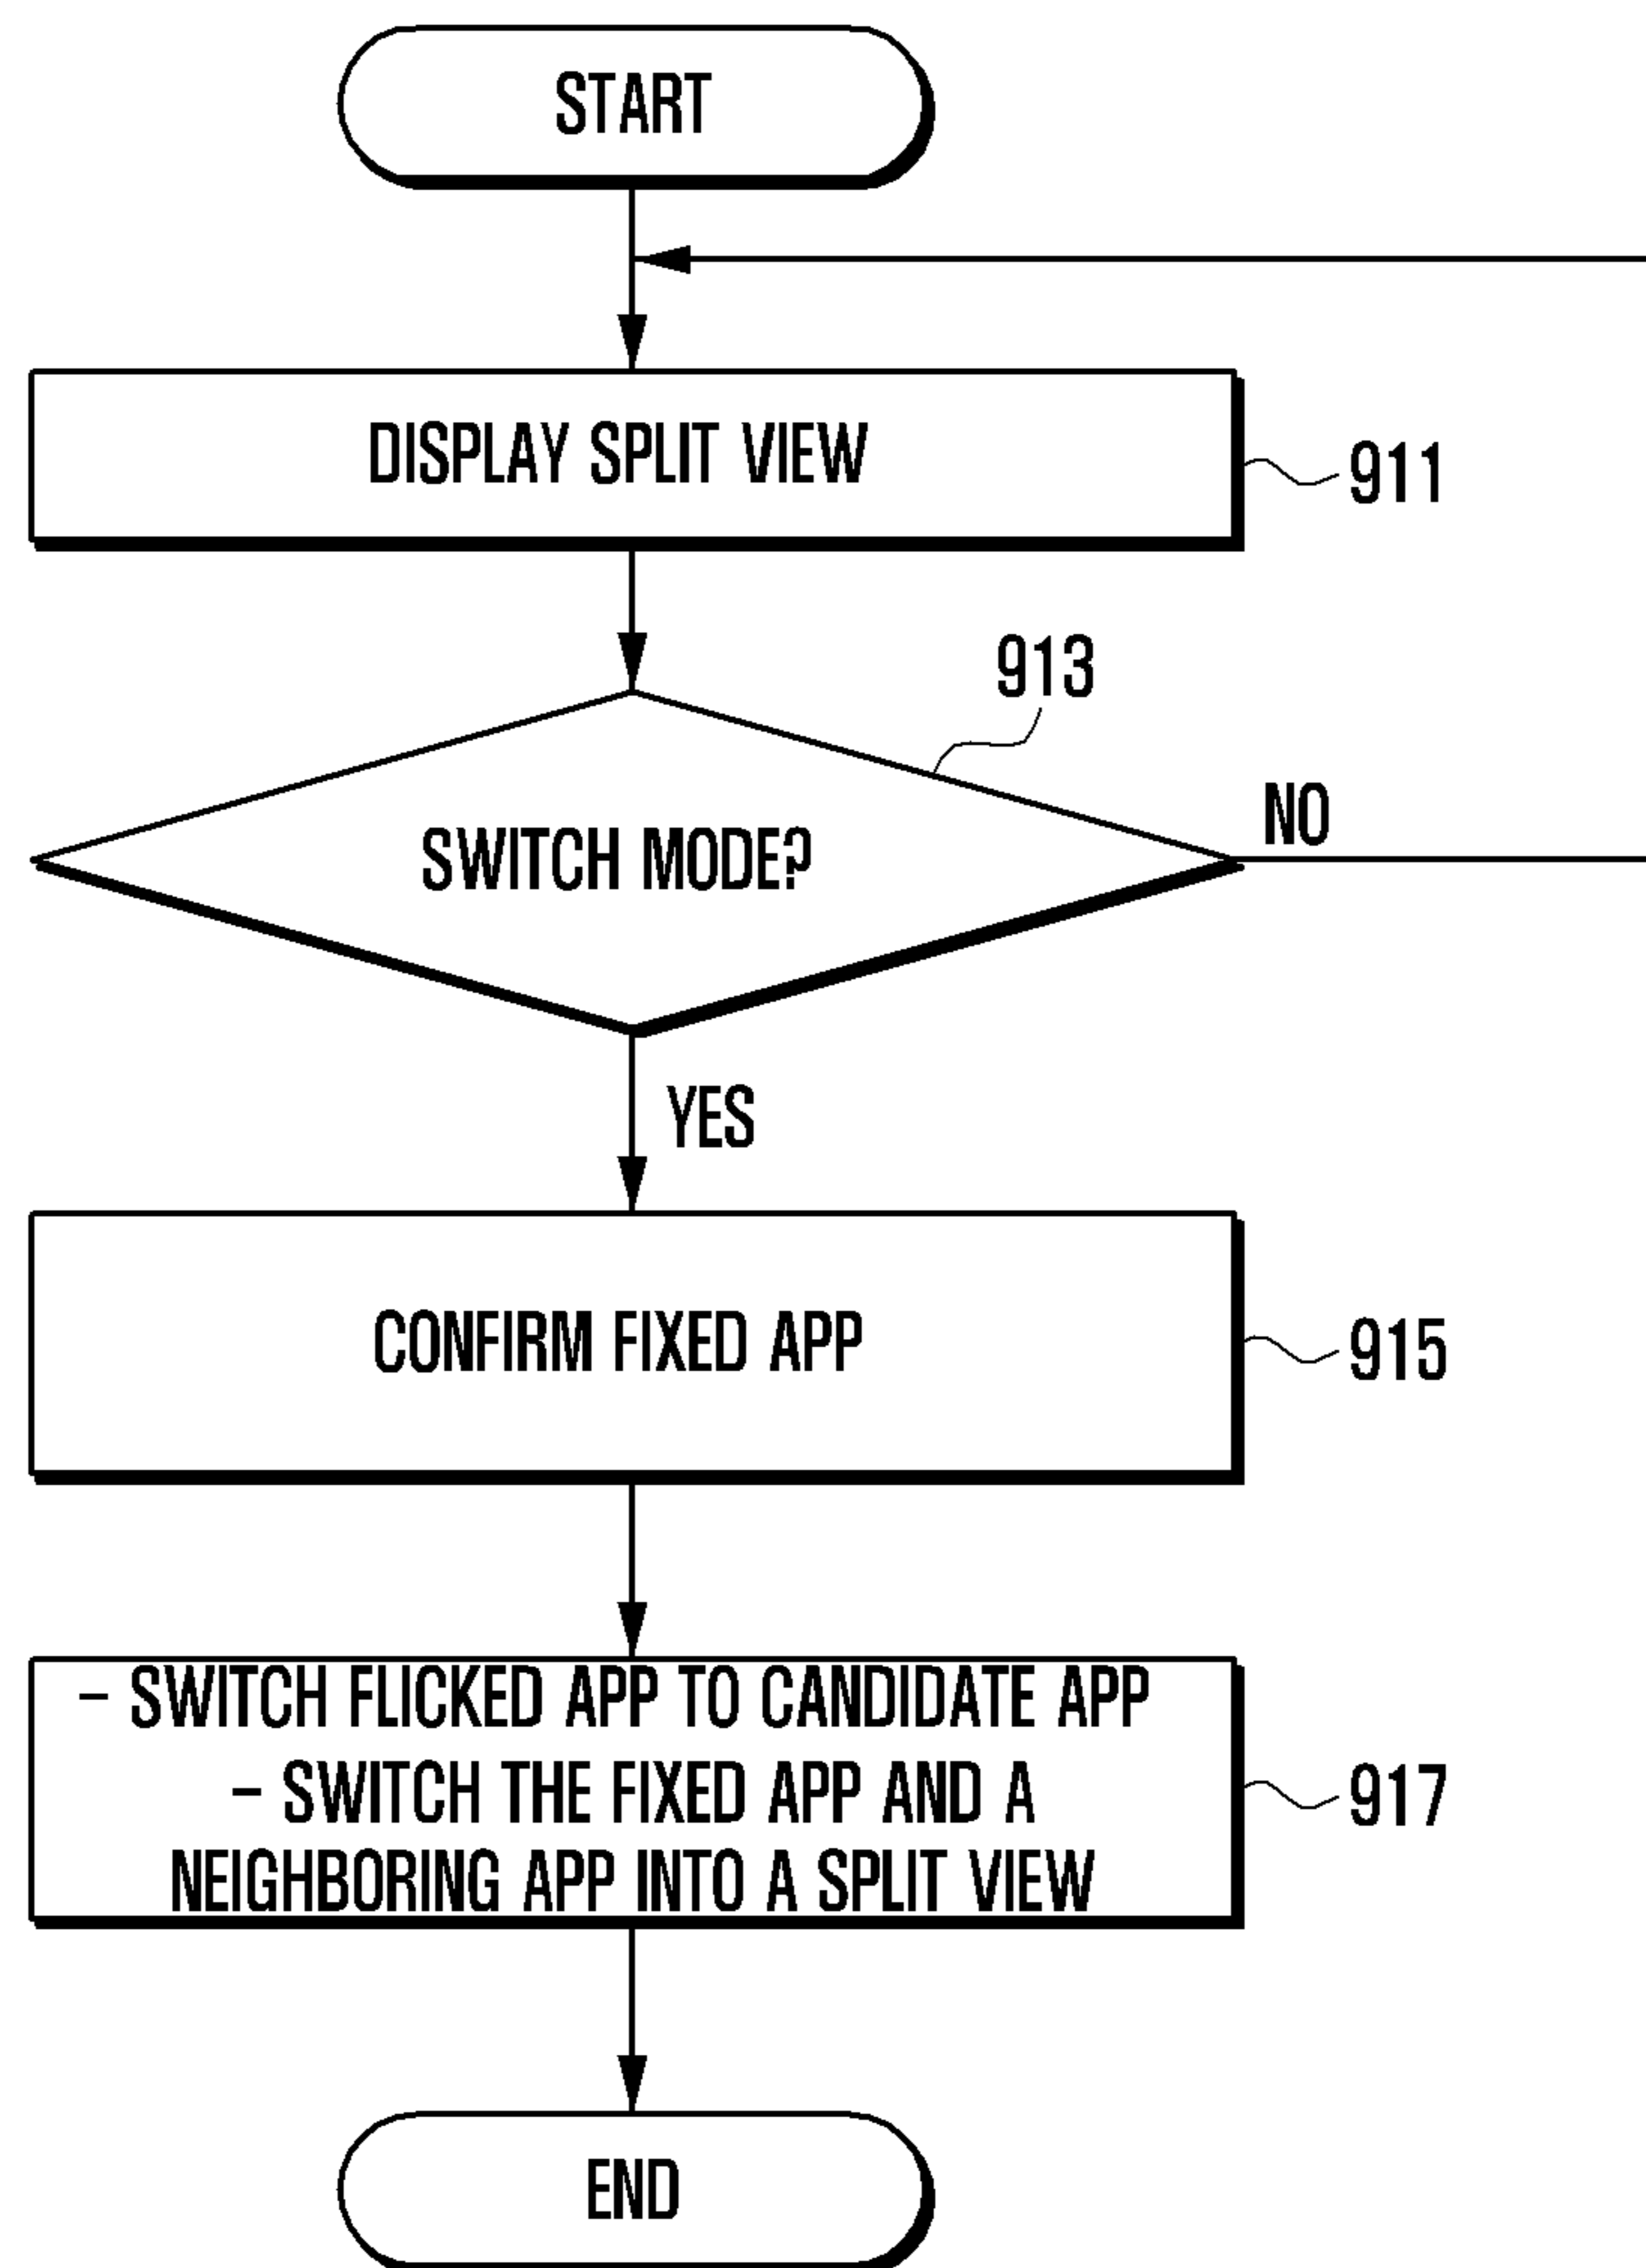 START
DISPLAY SPLIT VIEW
911
913
SWITCH MODE?
NO
YES
CONFIRM FIXED APP
915
– SWITCH FLICKED APP TO CANDIDATE APP
– SWITCH THE FIXED APP AND A
NEIGHBORING APP INTO A SPLIT VIEW
917
END